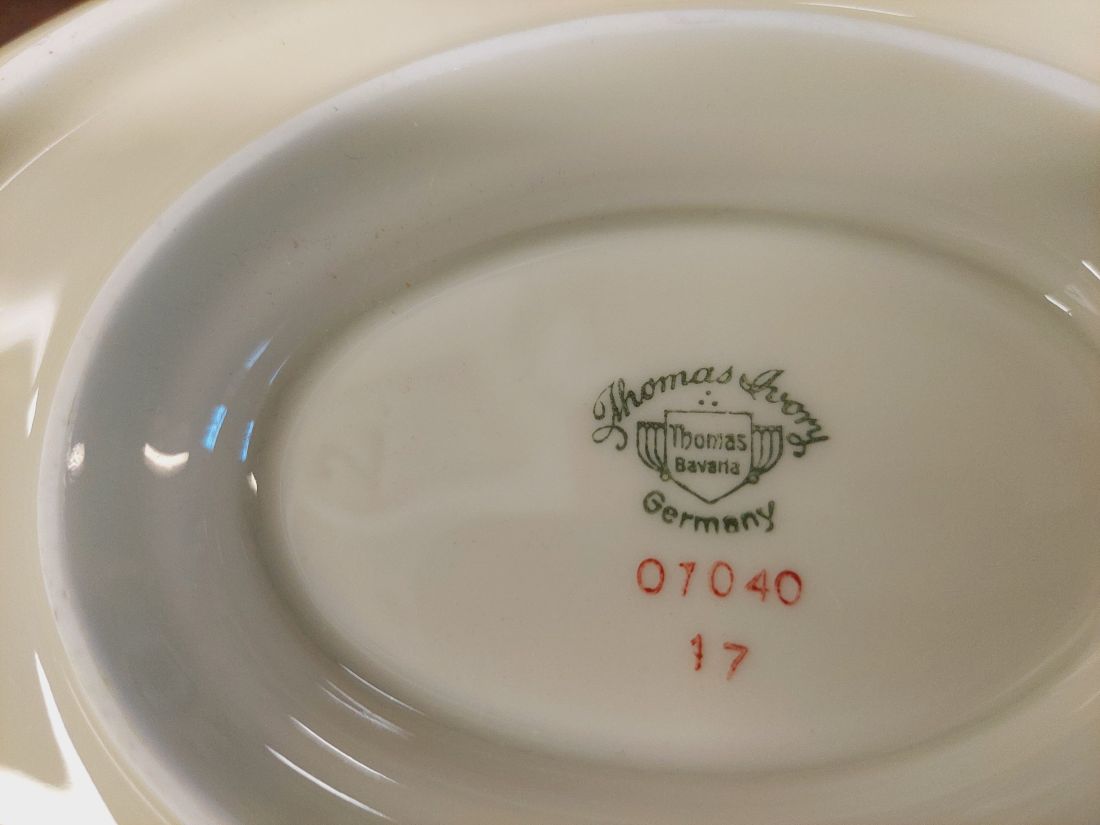 Thomas Ivory
Thomas
Bavaria
Germany
07040
17